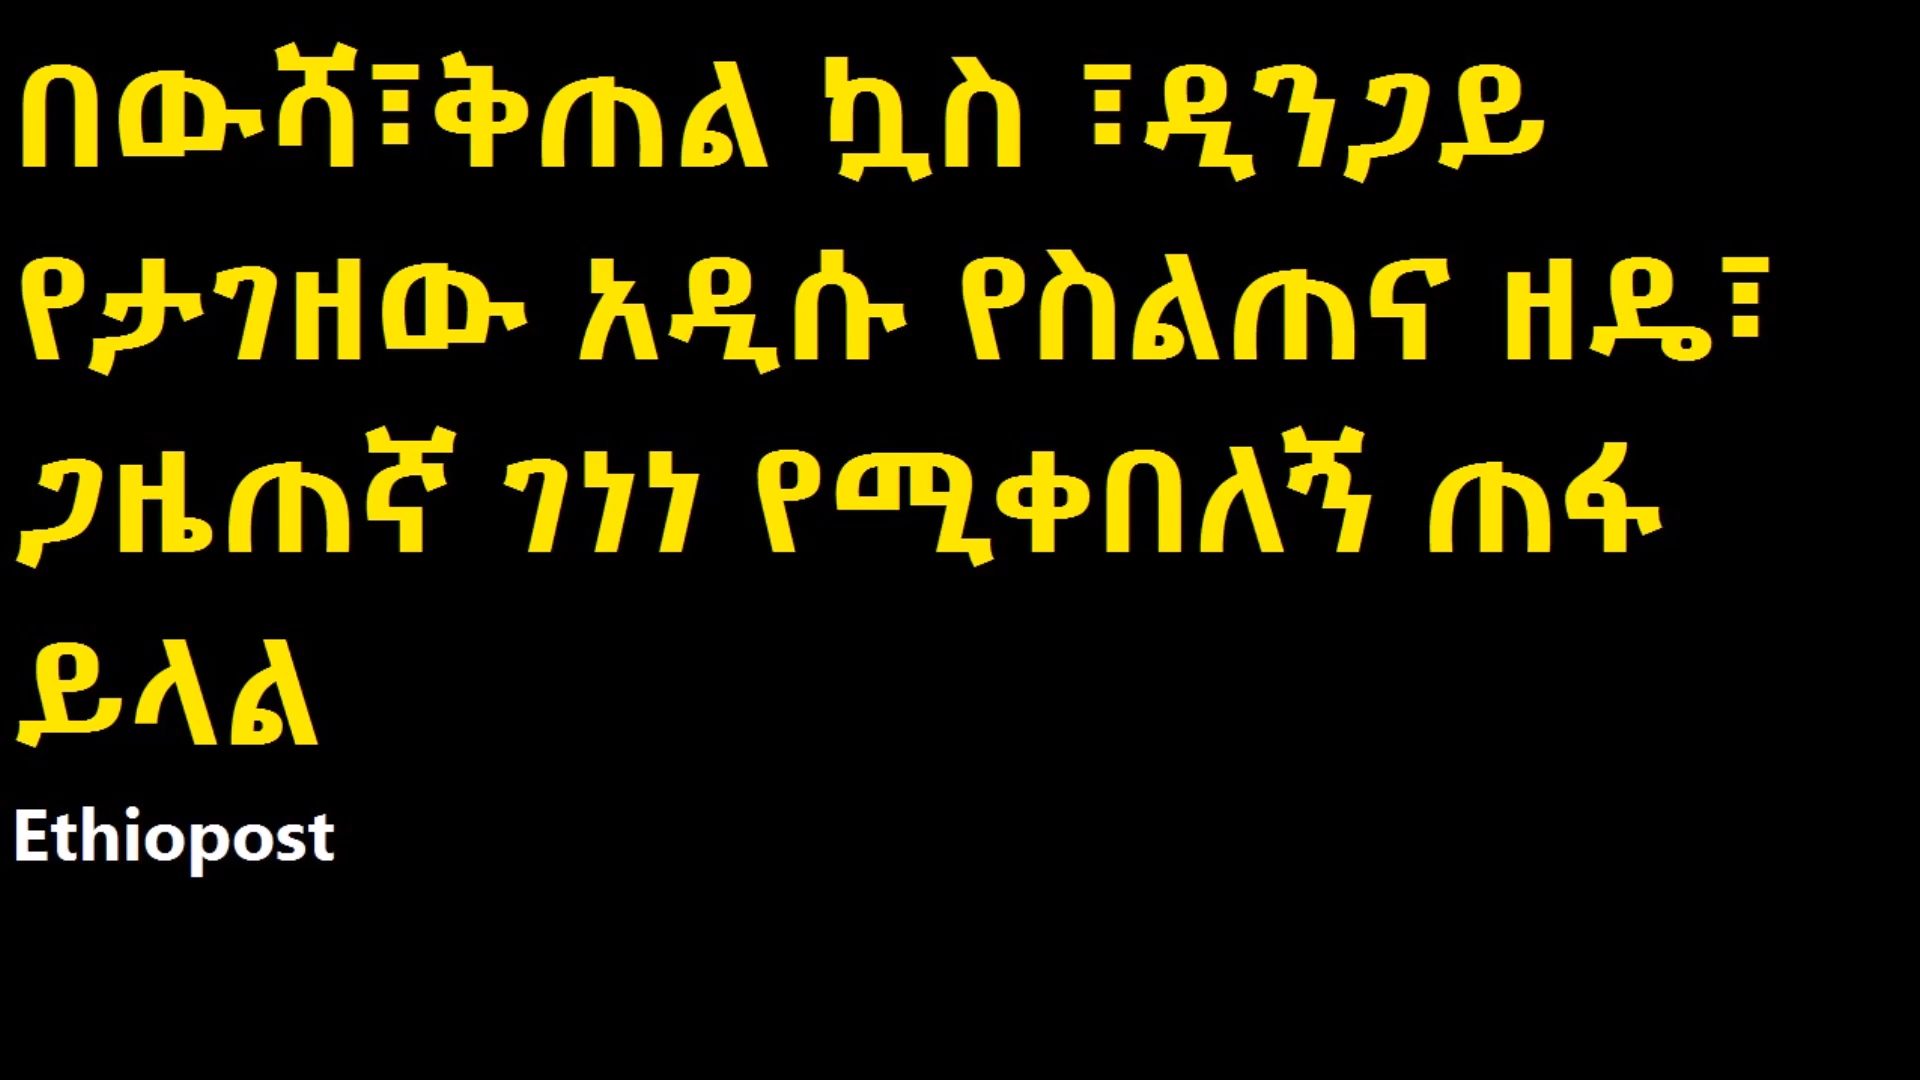 በውሻ፣ቅጠል ኳስ ፣ዲንጋይ
የታገዘው አዲሱ የስልጠና ዘዴ፣
ጋዜጠኛ ገነነ የሚቀበለኝ ጠፋ
ይላል
Ethiopost